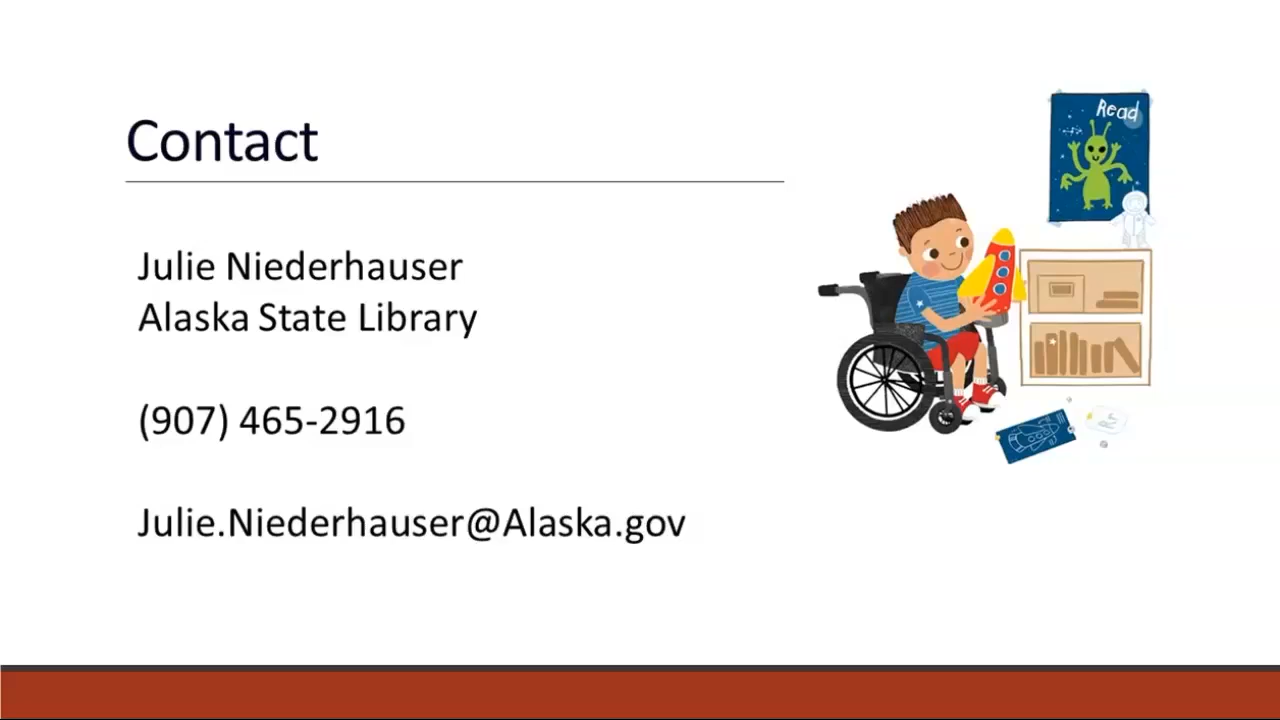 Contact
Read
Julie Niederhauser
Alaska State Library
(907) 465-2916
Julie.Niederhauser@Alaska.gov